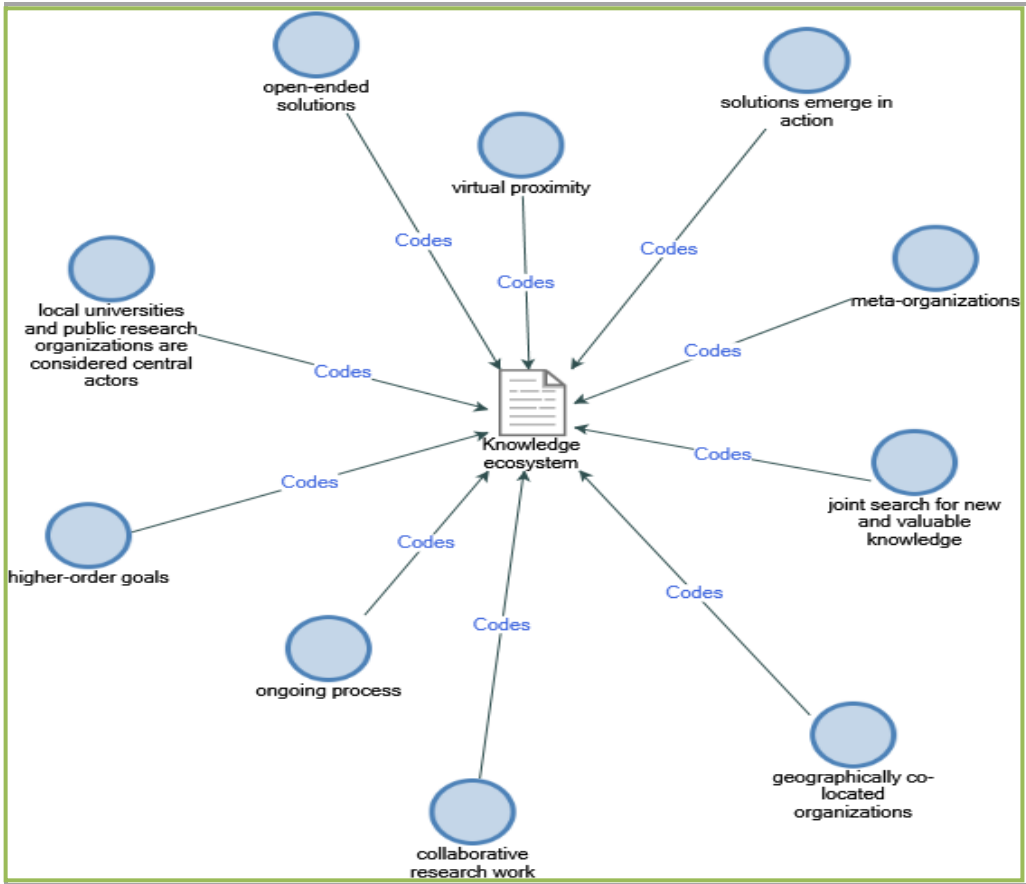 open-ended
solutions
solutions emerge in
action
virtual proximity
Codes
Codes
Codes
local universities
and public research
organizations are
considered central
actors
meta-organizations
Codes
Codes
Knowledge
ecosystem
Codes
joint search for new
and valuable
knowledge
Codes
higher-order goals
Codes
Codes
Codes
ongoing process
geographically co-
located
organizations
collaborative
research work